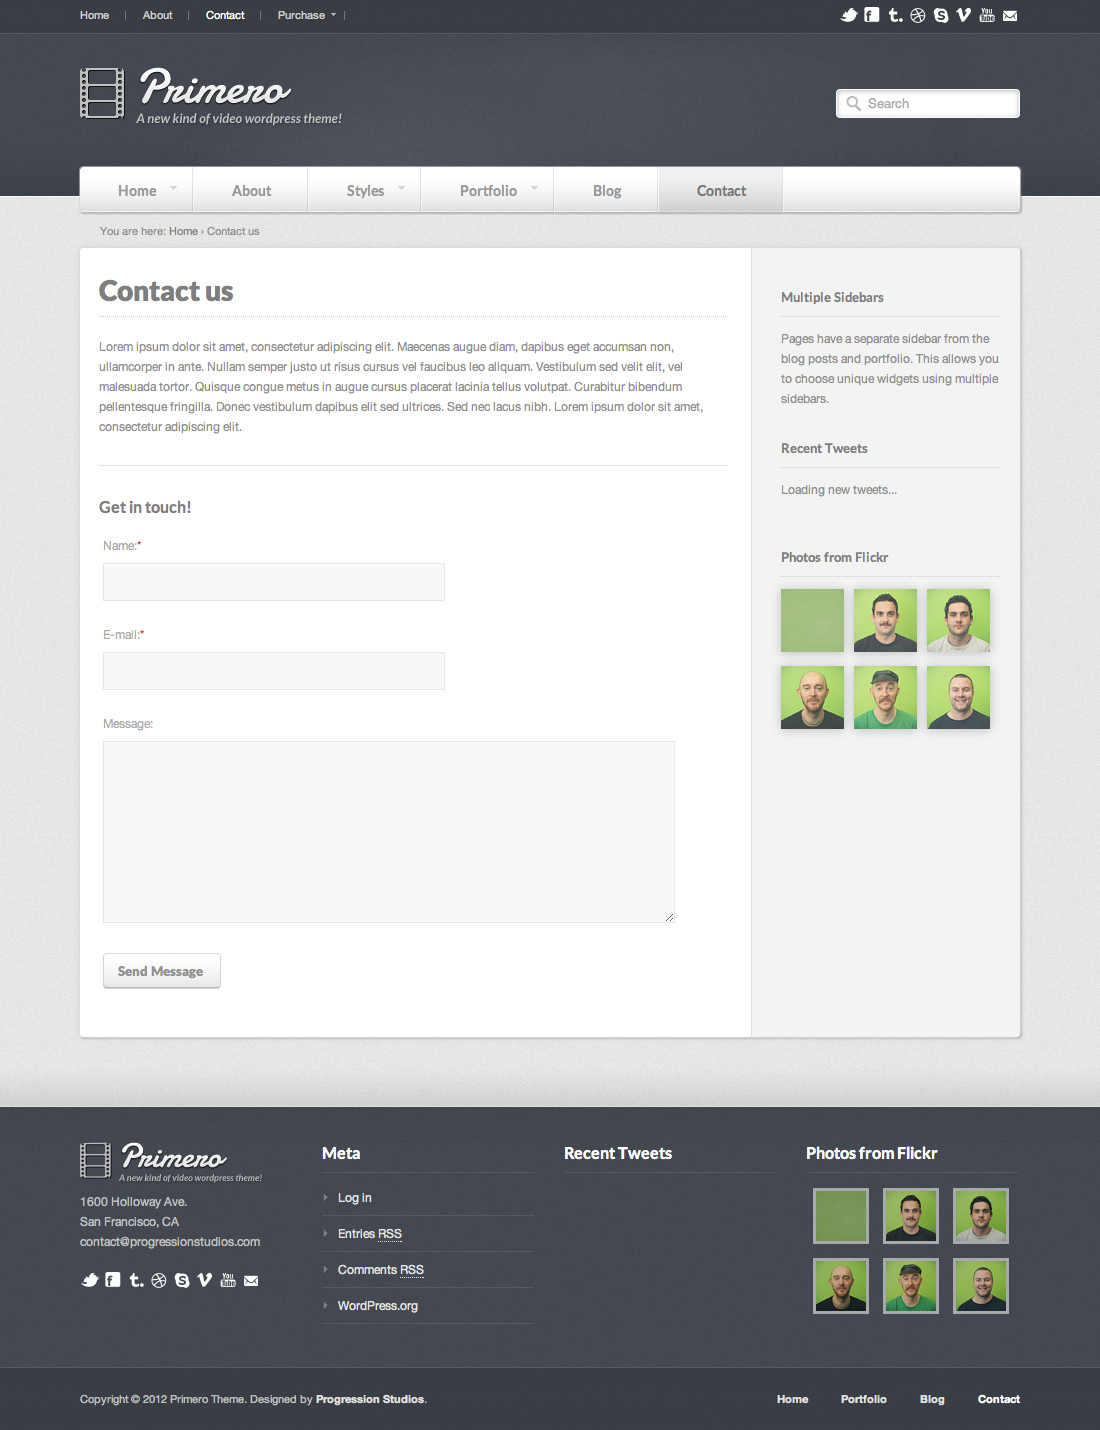 Home About Contact Purchase
Primero
A new kind of video wordpress theme!
Search
Home About Styles Portfolio Blog Contact
You are here: Home › Contact us
Contact us
Lorem ipsum dolor sit amet, consectetur adipiscing elit. Maecenas augue diam, dapibus eget accumsan non,
ullamcorper in ante. Nullam semper justo ut risus cursus vel faucibus leo aliquam. Vestibulum sed velit elit, vel
malesuada tortor. Quisque congue metus in augue cursus placerat lacinia tellus volutpat. Curabitur bibendum
pellentesque fringilla. Donec vestibulum dapibus elit sed ultrices. Sed nec lacus nibh. Lorem ipsum dolor sit amet,
consectetur adipiscing elit.
Get in touch!
Name:*
E-mail:*
Message:
Send Message
Multiple Sidebars
Pages have a separate sidebar from the
blog posts and portfolio. This allows you
to choose unique widgets using multiple
sidebars.
Recent Tweets
Loading new tweets...
Photos from Flickr
Primero
A new kind of video wordpress theme!
1600 Holloway Ave.
San Francisco, CA
contact@progressionstudios.com
Meta
Log in
Entries RSS
Comments RSS
WordPress.org
Recent Tweets
Photos from Flickr
Copyright © 2012 Primero Theme. Designed by Progression Studios.
Home Portfolio Blog Contact